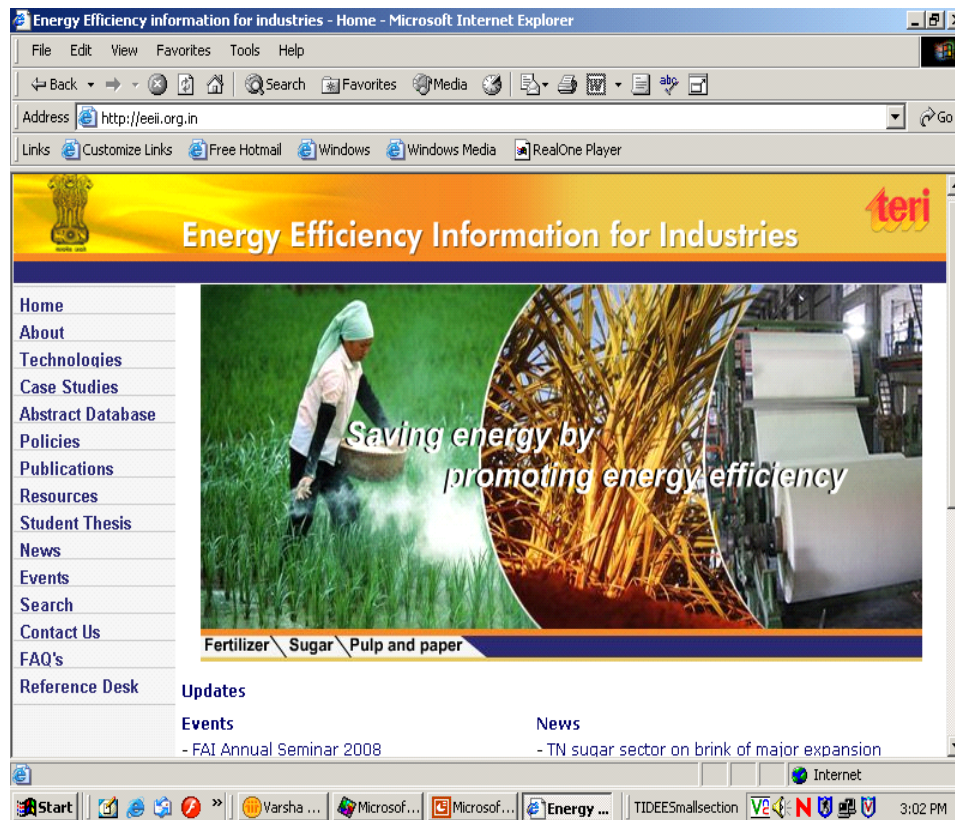 Energy Efficiency information for industries - Home - Microsoft Internet Explorer
File Edit View Favorites Tools Help
Back Search Favorites Media
Address http://eeii.org.in Go
Links Customize Links Free Hotmail Windows Windows Media RealOne Player
teri
Energy Efficiency Information for Industries
Home
About
Technologies
Case Studies
Abstract Database
Policies
Publications
Resources
Student Thesis
News
Events
Search
Contact Us
FAQ's
Reference Desk
Saving energy by
promoting energy efficiency
Fertilizer Sugar Pulp and paper
Updates
Events
- FAI Annual Seminar 2008
News
- TN sugar sector on brink of major expansion
Internet
Start » Varsha ... Microsof... Microsof... Energy ... TIDEESmallsection 3:02 PM